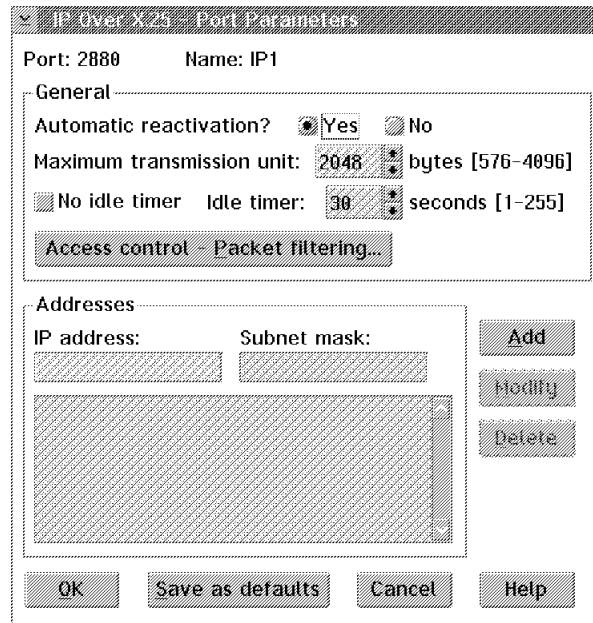 IP Over X.25 - Port Parameters
Port: 2880 Name: IP1
General
Automatic reactivation? Yes No
Maximum transmission unit: 2048 bytes [576-4096]
No idle timer Idle timer: 30 seconds [1-255]
Access control - Packet filtering...
Addresses
IP address: Subnet mask:
Add
Modify
Delete
OK Save as defaults Cancel Help